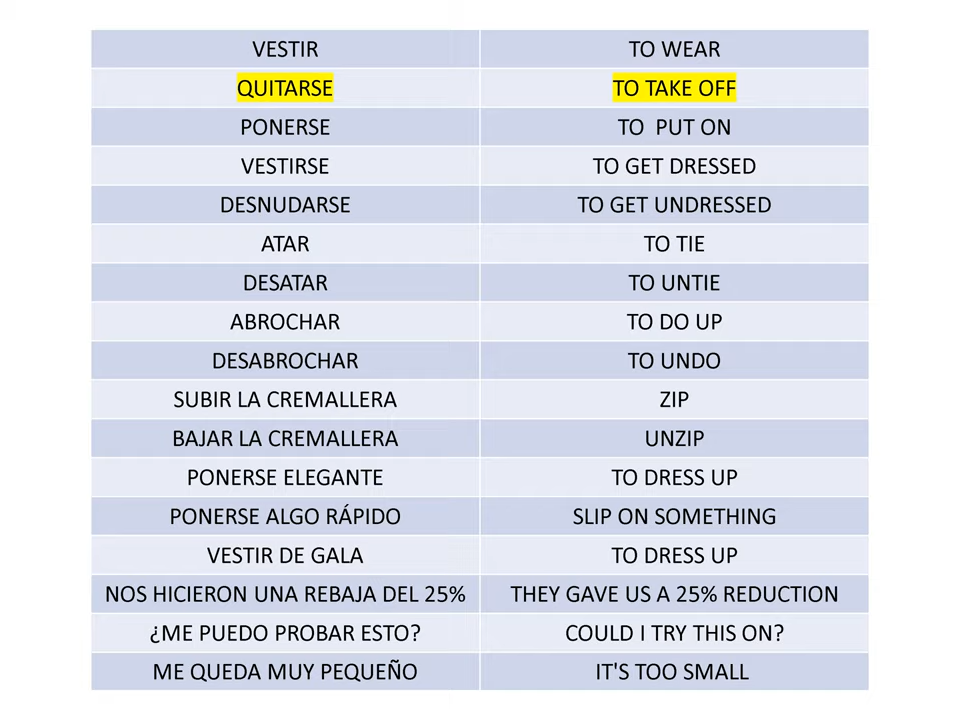 VESTIR TO WEAR
QUITARSE TO TAKE OFF
PONERSE TO PUT ON
VESTIRSE TO GET DRESSED
DESNUDARSE TO GET UNDRESSED
ATAR TO TIE
DESATAR TO UNTIE
ABROCHAR TO DO UP
DESABROCHAR TO UNDO
SUBIR LA CREMALLERA ZIP
BAJAR LA CREMALLERA UNZIP
PONERSE ELEGANTE TO DRESS UP
PONERSE ALGO RÁPIDO SLIP ON SOMETHING
VESTIR DE GALA TO DRESS UP
NOS HICIERON UNA REBAJA DEL 25% THEY GAVE US A 25% REDUCTION
¿ME PUEDO PROBAR ESTO? COULD I TRY THIS ON?
ME QUEDA MUY PEQUEÑO IT'S TOO SMALL